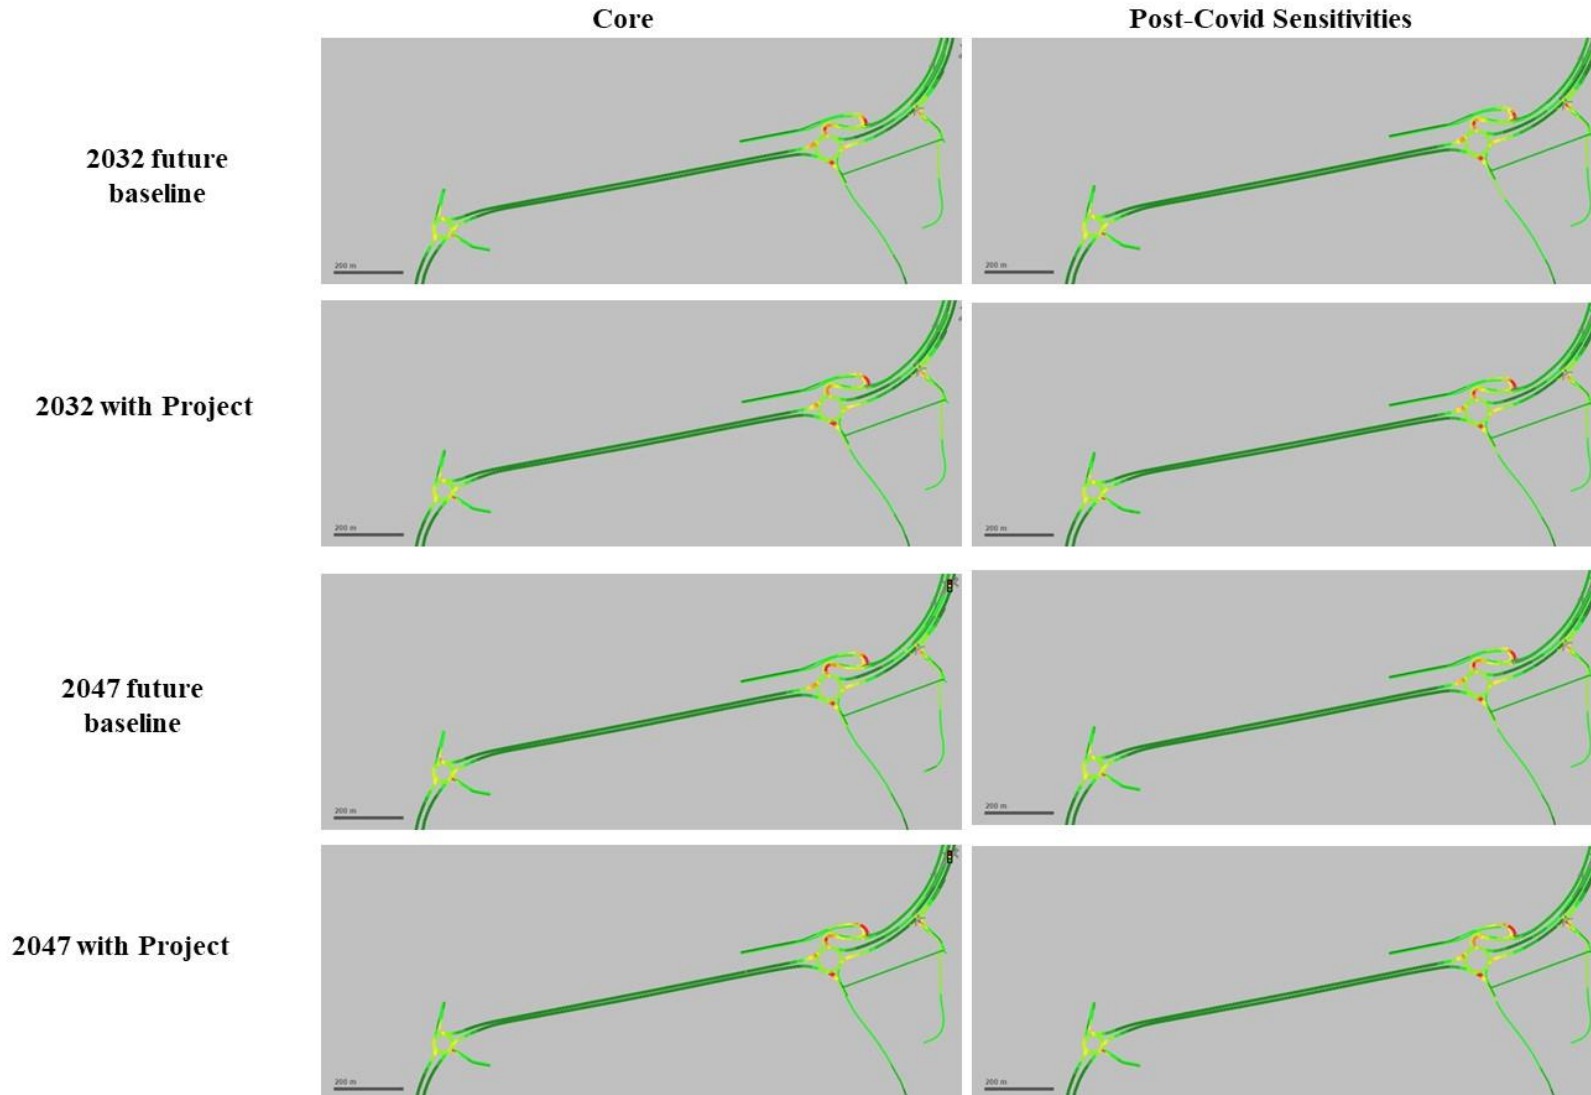 Core
Post-Covid Sensitivities
2032 future
baseline
200 m
200 m
2032 with Project
200 m
200 m
2047 future
baseline
200 m
200 m
2047 with Project
200 m
200 m